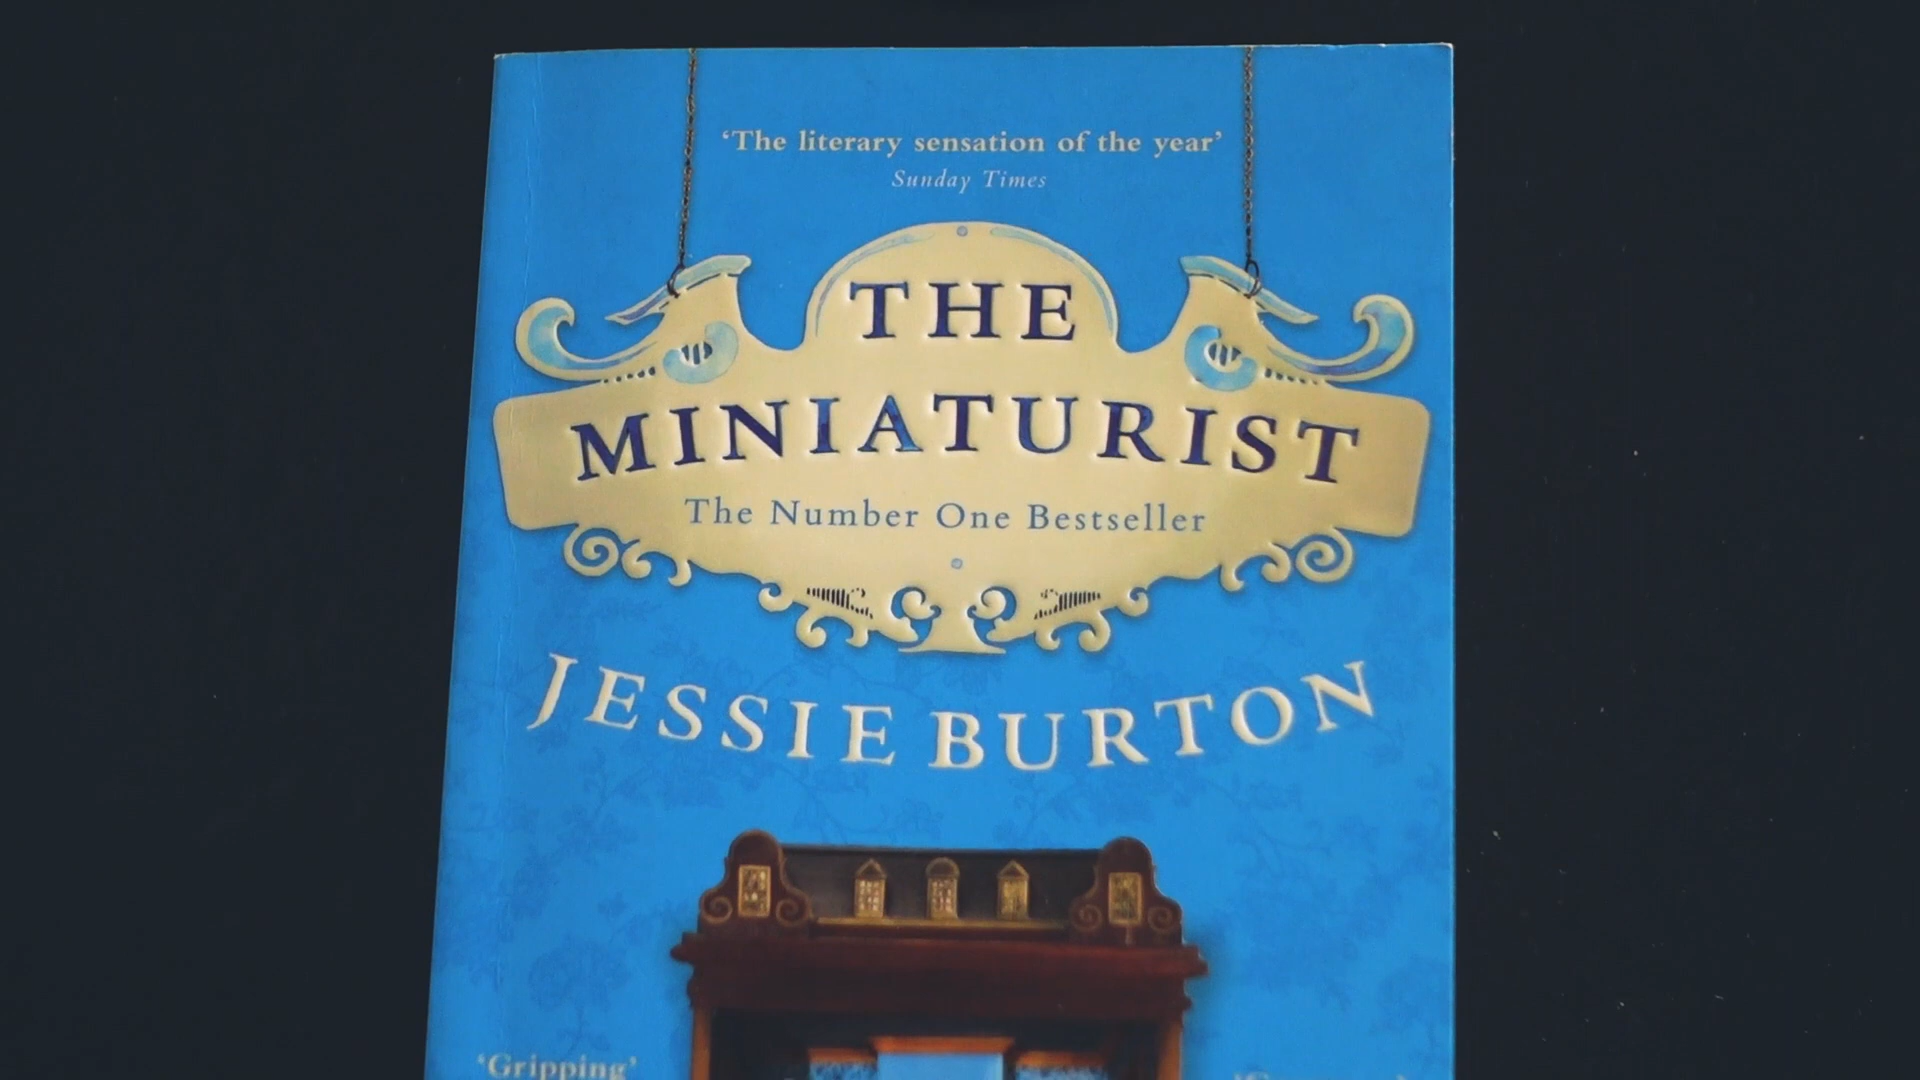 ‘The literary sensation of the year’
Sunday Times
THE
MINIATURIST
The Number One Bestseller
JESSIE BURTON
‘Gripping’